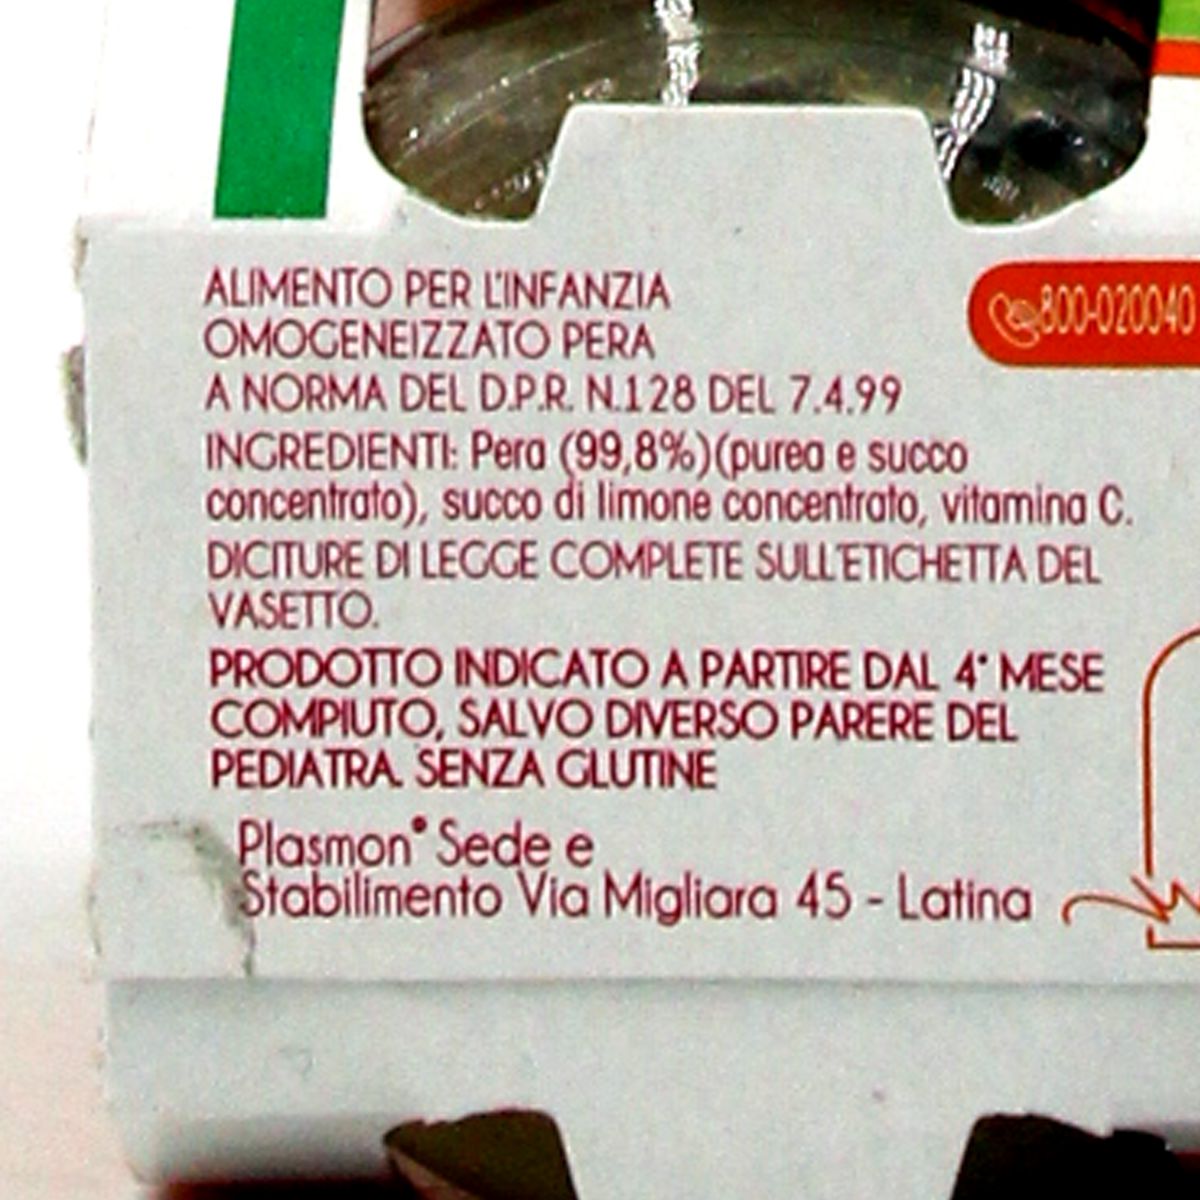 ALIMENTO PER L'INFANZIA
OMOGENEIZZATO PERA
A NORMA DEL D.P.R. N.128 DEL 7.4.99
INGREDIENTI: Pera (99,8%)(purea e succo
concentrato), succo di limone concentrato, vitamina C.
DICITURE DI LEGGE COMPLETE SULL'ETICHETTA DEL
VASETTO.
PRODOTTO INDICATO A PARTIRE DAL 4° MESE
COMPIUTO, SALVO DIVERSO PARERE DEL
PEDIATRA. SENZA GLUTINE
Plasmon® Sede e
Stabilimento Via Migliara 45 - Latina
800-020040